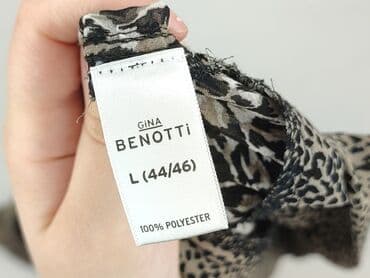 GiNA
BENOTTi
L (44/46)
100% POLYESTER